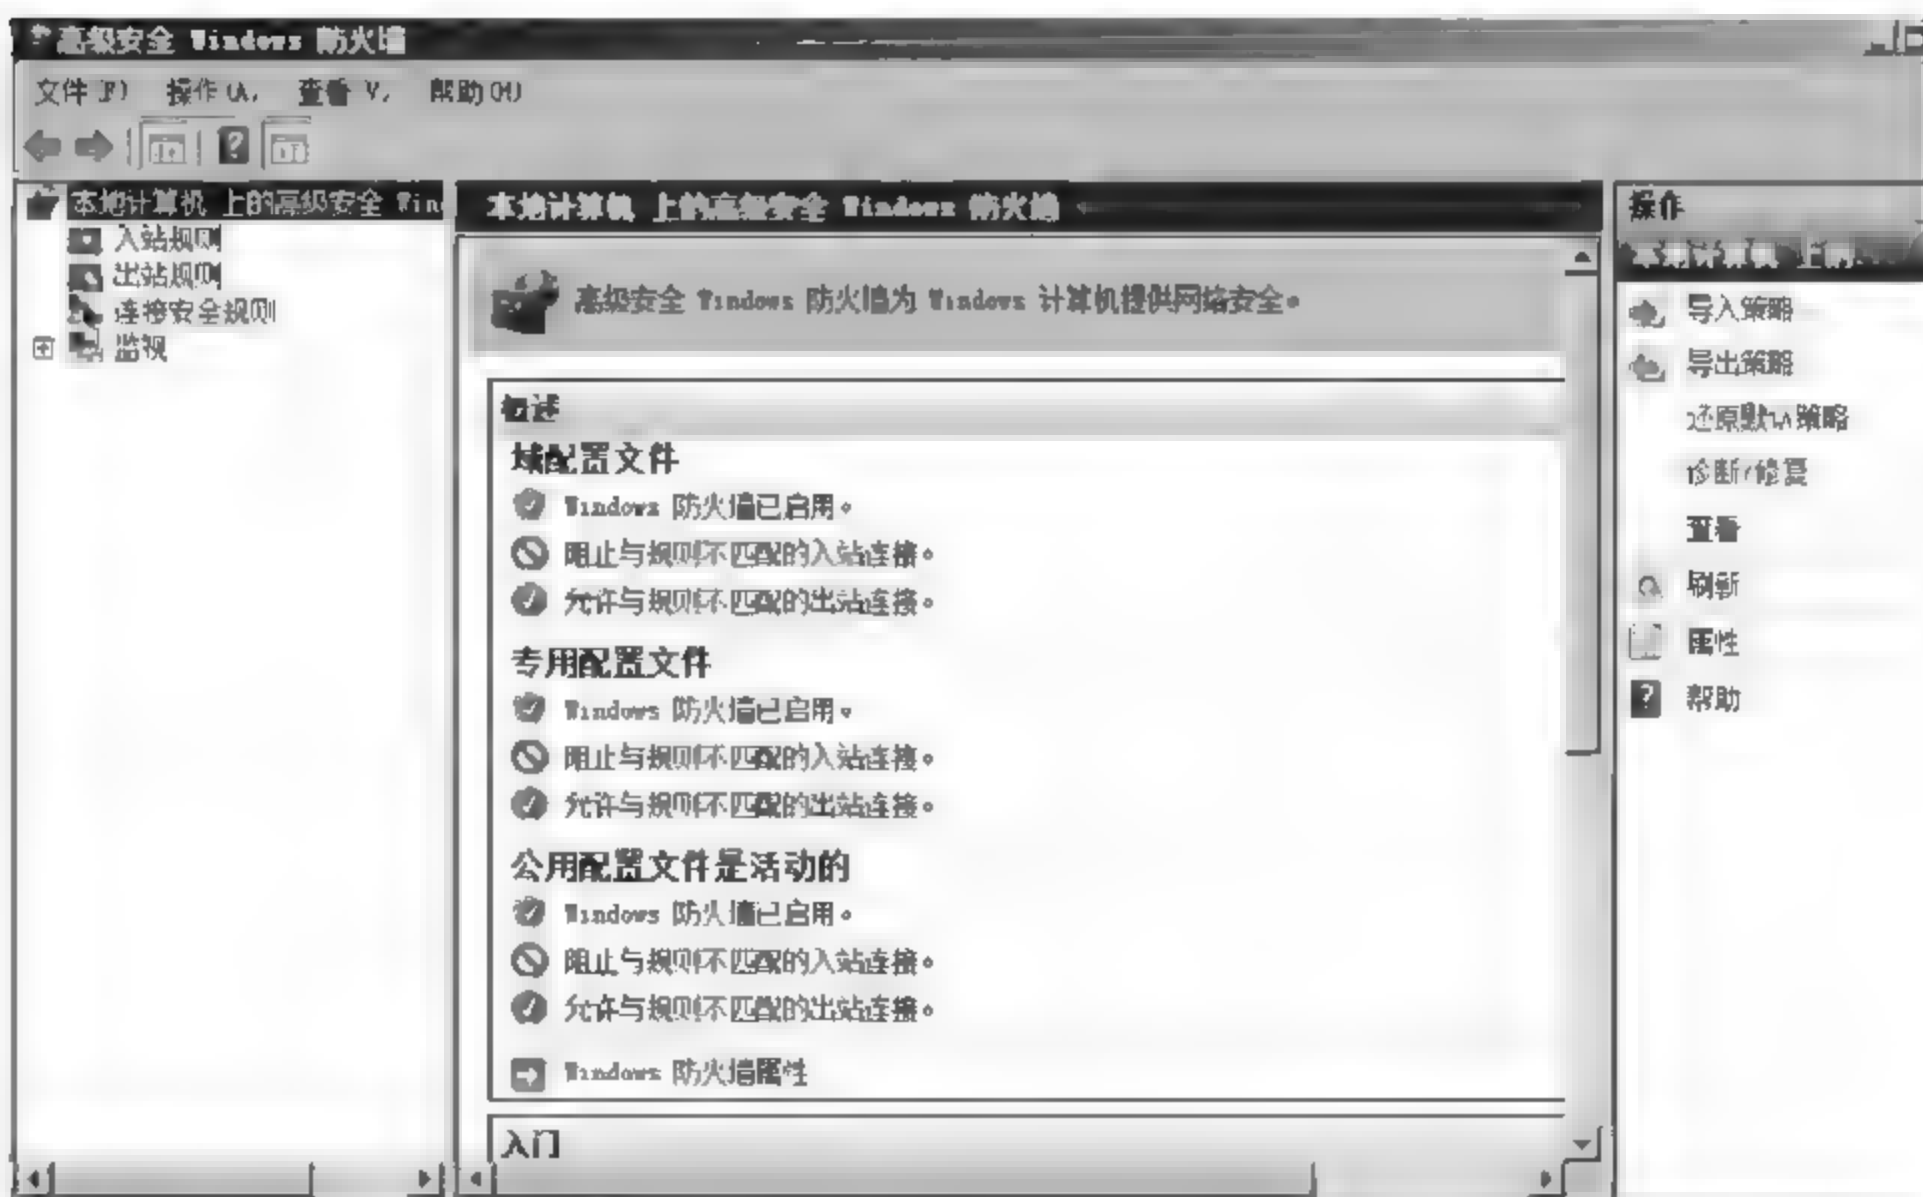 高级安全 Windows 防火墙
文件(F) 操作(A) 查看(V) 帮助(H)
本地计算机 上的高级安全 Win
入站规则
出站规则
连接安全规则
监视
本地计算机 上的高级安全 Windows 防火墙
高级安全 Windows 防火墙为 Windows 计算机提供网络安全。
概述
域配置文件
Windows 防火墙已启用。
阻止与规则不匹配的入站连接。
允许与规则不匹配的出站连接。
专用配置文件
Windows 防火墙已启用。
阻止与规则不匹配的入站连接。
允许与规则不匹配的出站连接。
公用配置文件是活动的
Windows 防火墙已启用。
阻止与规则不匹配的入站连接。
允许与规则不匹配的出站连接。
Windows 防火墙属性
入门
操作
本地计算机 上的...
导入策略
导出策略
还原默认策略
诊断/修复
查看
刷新
属性
帮助